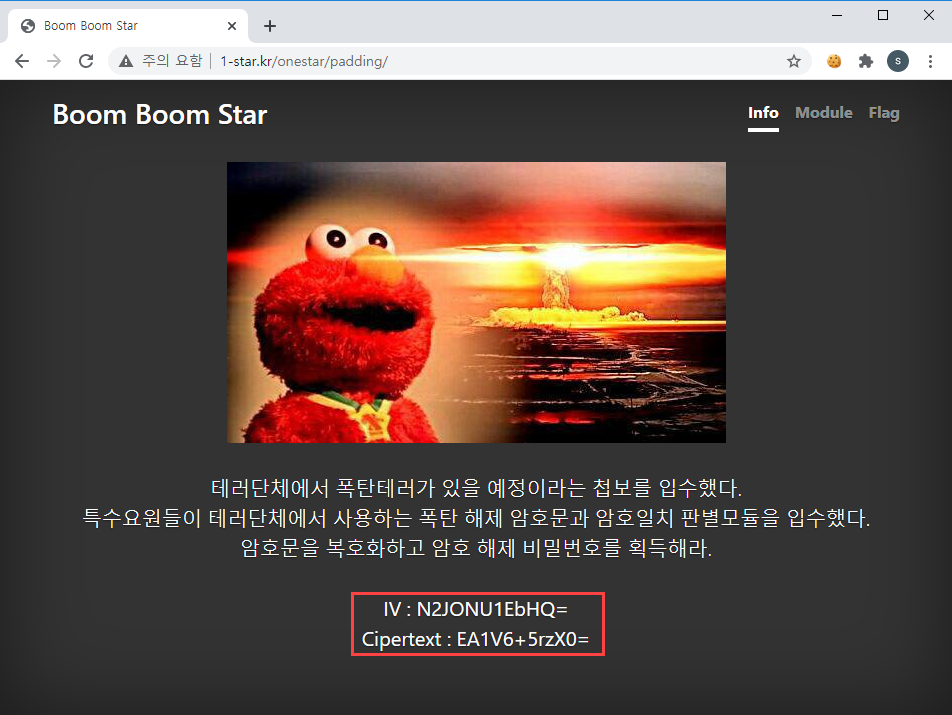 Boom Boom Star
주의 요함
1-star.kr/onestar/padding/
S
Boom Boom Star
Info Module Flag
테러단체에서 폭탄테러가 있을 예정이라는 첩보를 입수했다.
특수요원들이 테러단체에서 사용하는 폭탄 해제 암호문과 암호일치 판별모듈을 입수했다.
암호문을 복호화하고 암호 해제 비밀번호를 획득해라.
IV : N2JONU1EbHQ=
Cipertext : EA1V6+5rzX0=